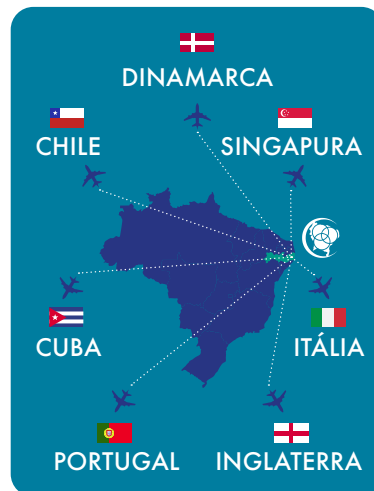 DINAMARCA
CHILE
SINGAPURA
CUBA
ITÁLIA
PORTUGAL
INGLATERRA